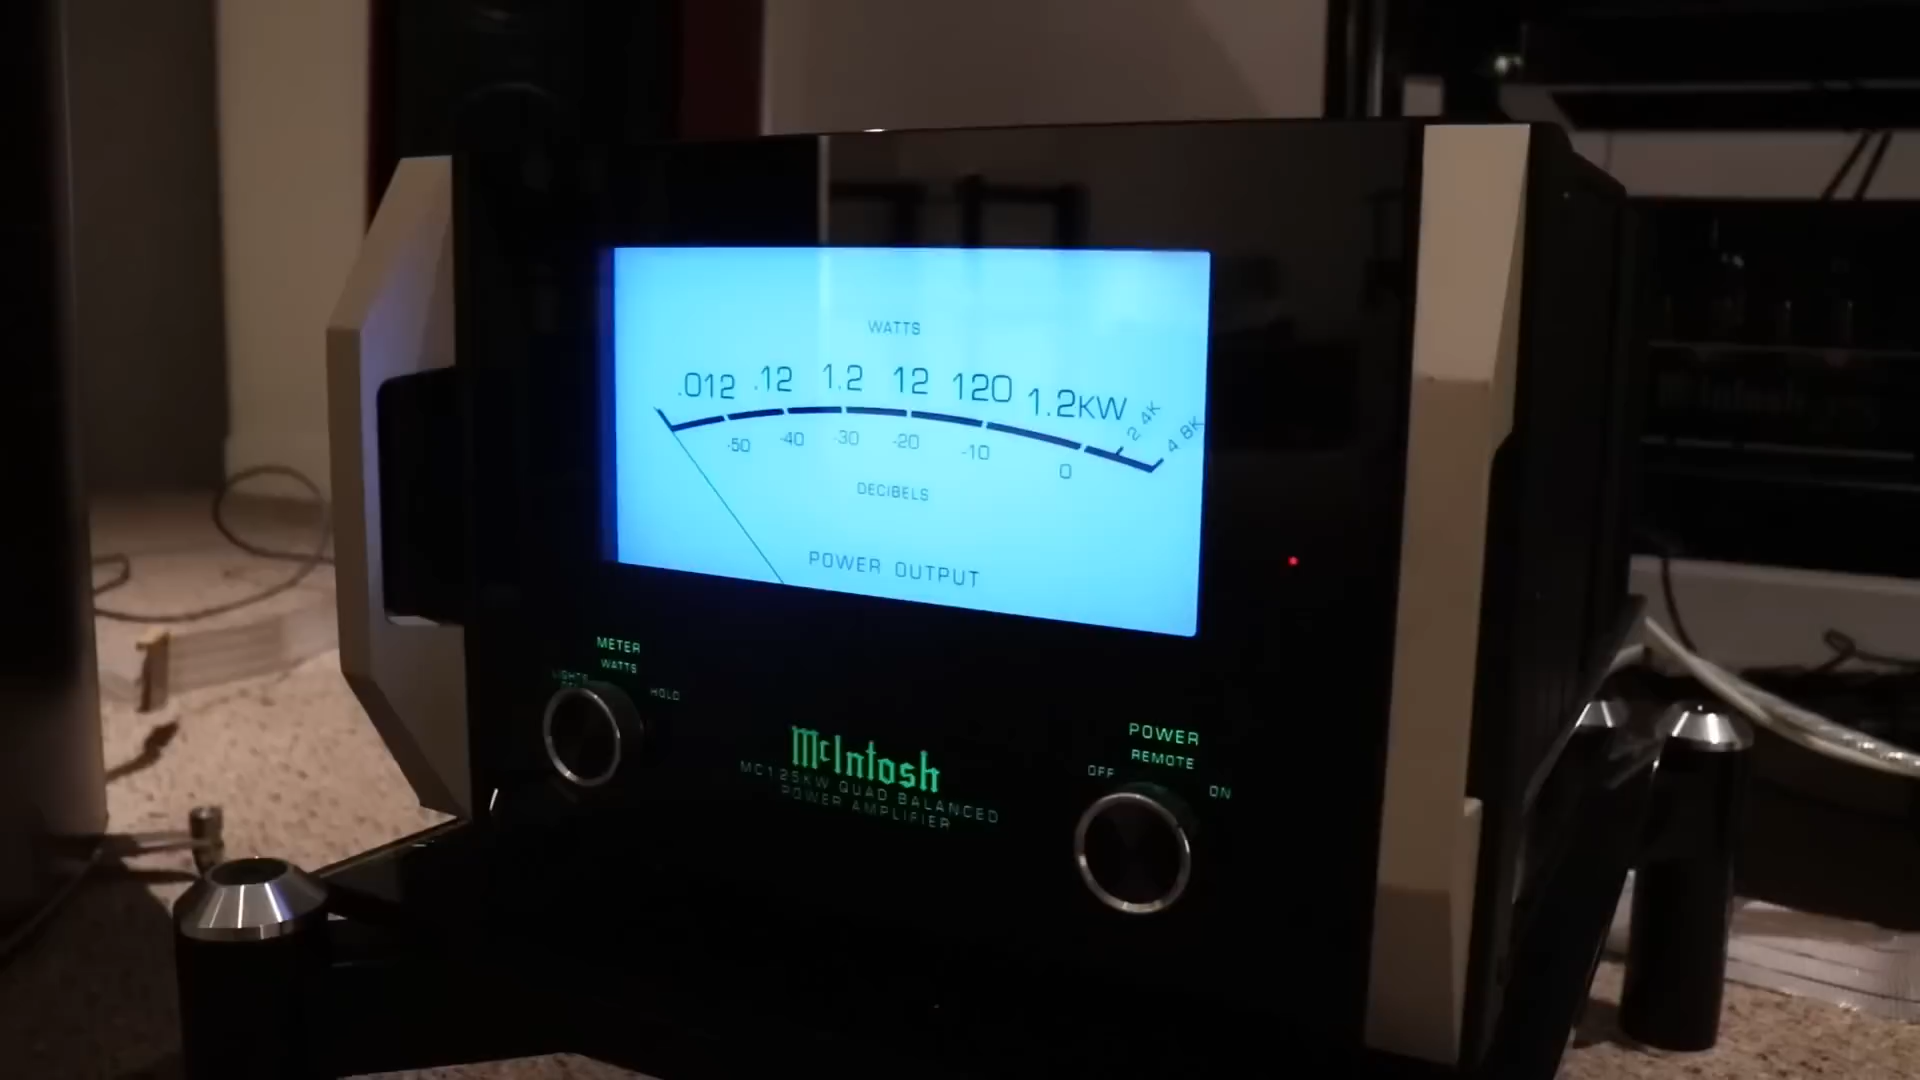 WATTS
.012 .12 1.2 12 120 1.2KW 2.4K 4.8K
-50 -40 -30 -20 -10 0
DECIBELS
POWER OUTPUT
METER
WATTS
LIGHTS
HOLD
McIntosh
MC1.25KW QUAD BALANCED
POWER AMPLIFIER
POWER
REMOTE
OFF
ON